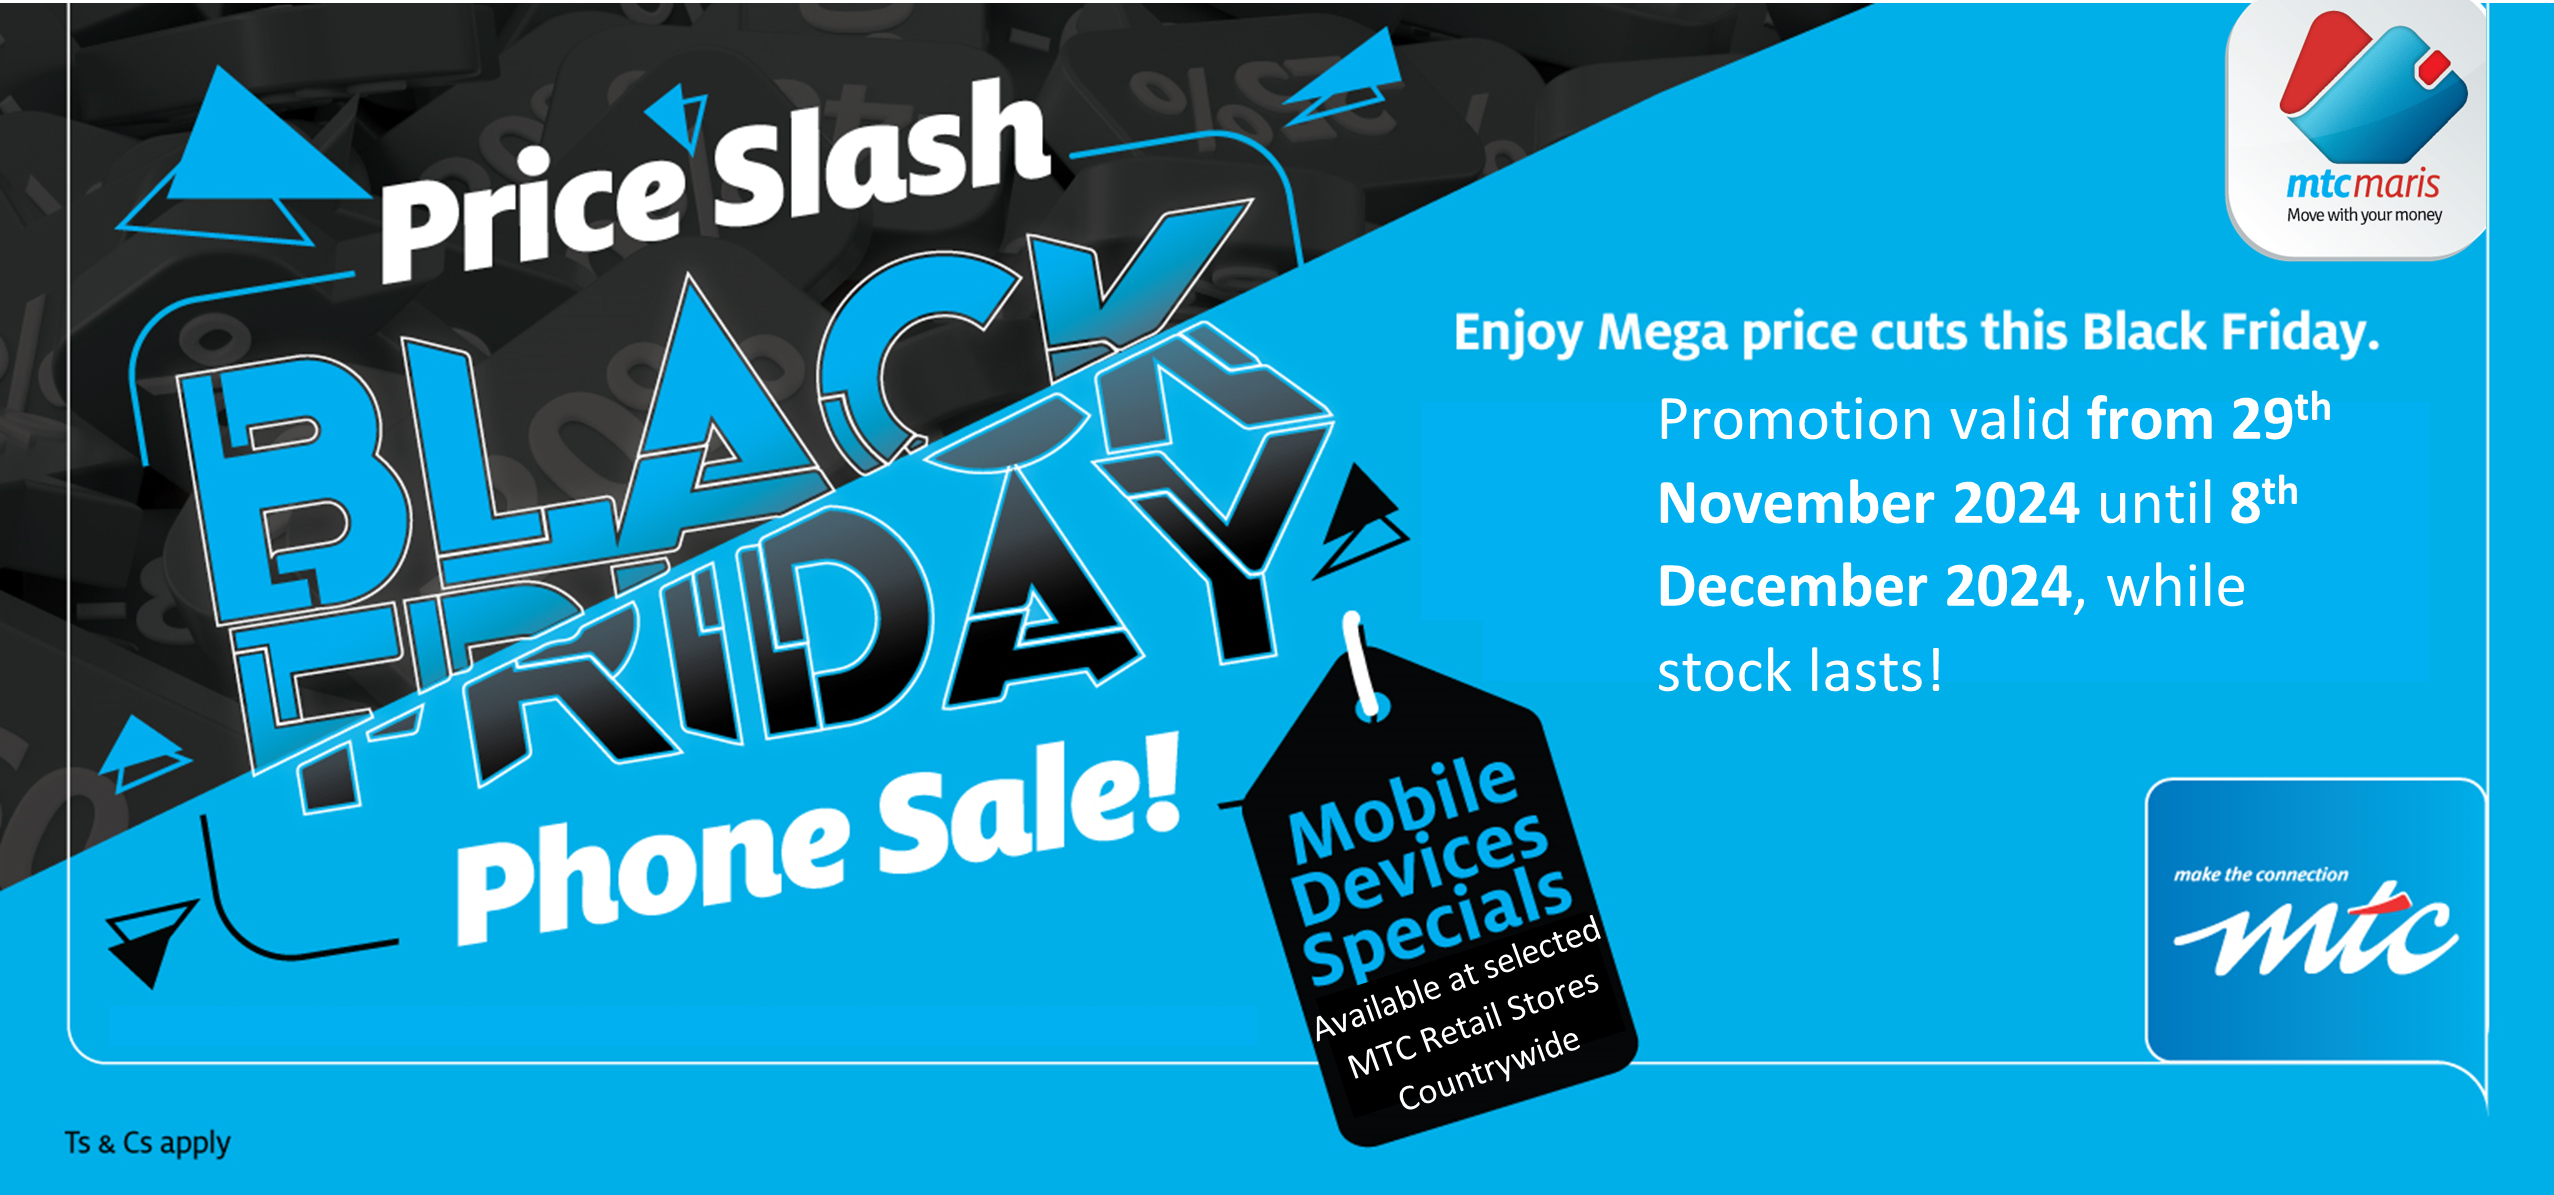 Price Slash
BLACK
FRIDAY
Phone Sale!
mtcmaris
Move with your money
Enjoy Mega price cuts this Black Friday.
Promotion valid from 29th
November 2024 until 8th
December 2024, while
stock lasts!
Mobile
Devices
Specials
Available at selected
MTC Retail Stores
Countrywide
make the connection
mtc
Ts & Cs apply